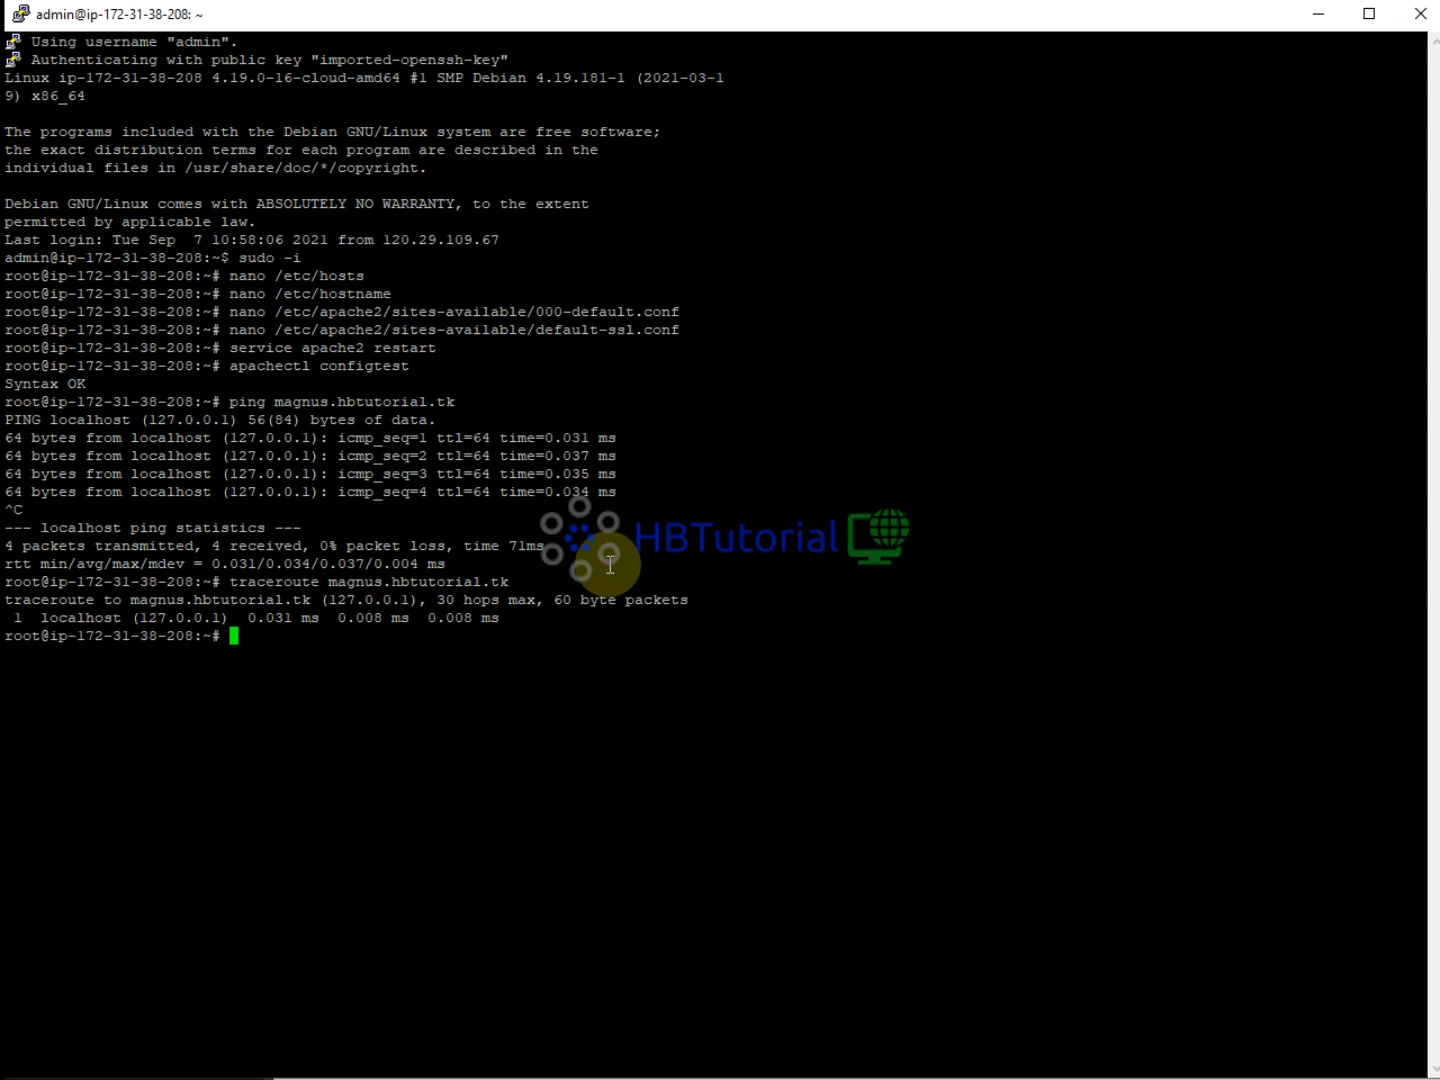 admin@ip-172-31-38-208: ~
Using username "admin".
Authenticating with public key "imported-openssh-key"
Linux ip-172-31-38-208 4.19.0-16-cloud-amd64 #1 SMP Debian 4.19.181-1 (2021-03-1
9) x86_64
The programs included with the Debian GNU/Linux system are free software;
the exact distribution terms for each program are described in the
individual files in /usr/share/doc/*/copyright.
Debian GNU/Linux comes with ABSOLUTELY NO WARRANTY, to the extent
permitted by applicable law.
Last login: Tue Sep  7 10:58:06 2021 from 120.29.109.67
admin@ip-172-31-38-208:~$ sudo -i
root@ip-172-31-38-208:~# nano /etc/hosts
root@ip-172-31-38-208:~# nano /etc/hostname
root@ip-172-31-38-208:~# nano /etc/apache2/sites-available/000-default.conf
root@ip-172-31-38-208:~# nano /etc/apache2/sites-available/default-ssl.conf
root@ip-172-31-38-208:~# service apache2 restart
root@ip-172-31-38-208:~# apachectl configtest
Syntax OK
root@ip-172-31-38-208:~# ping magnus.hbtutorial.tk
PING localhost (127.0.0.1) 56(84) bytes of data.
64 bytes from localhost (127.0.0.1): icmp_seq=1 ttl=64 time=0.031 ms
64 bytes from localhost (127.0.0.1): icmp_seq=2 ttl=64 time=0.037 ms
64 bytes from localhost (127.0.0.1): icmp_seq=3 ttl=64 time=0.035 ms
64 bytes from localhost (127.0.0.1): icmp_seq=4 ttl=64 time=0.034 ms
^C
--- localhost ping statistics ---
4 packets transmitted, 4 received, 0% packet loss, time 71ms
HBTutorial
rtt min/avg/max/mdev = 0.031/0.034/0.037/0.004 ms
root@ip-172-31-38-208:~# traceroute magnus.hbtutorial.tk
traceroute to magnus.hbtutorial.tk (127.0.0.1), 30 hops max, 60 byte packets
 1  localhost (127.0.0.1)  0.031 ms  0.008 ms  0.008 ms
root@ip-172-31-38-208:~#